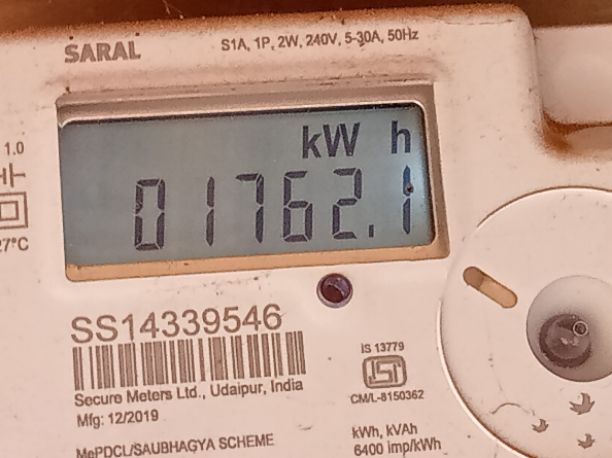 SARAL
S1A, 1P, 2W, 240V, 5-30A, 50Hz
1.0
27°C
kW h
01762.1
SS14339546
Secure Meters Ltd., Udaipur, India
Mfg: 12/2019
MePDCL/SAUBHAGYA SCHEME
IS 13779
ISI
CM/L-8150362
kWh, kVAh
6400 imp/kWh